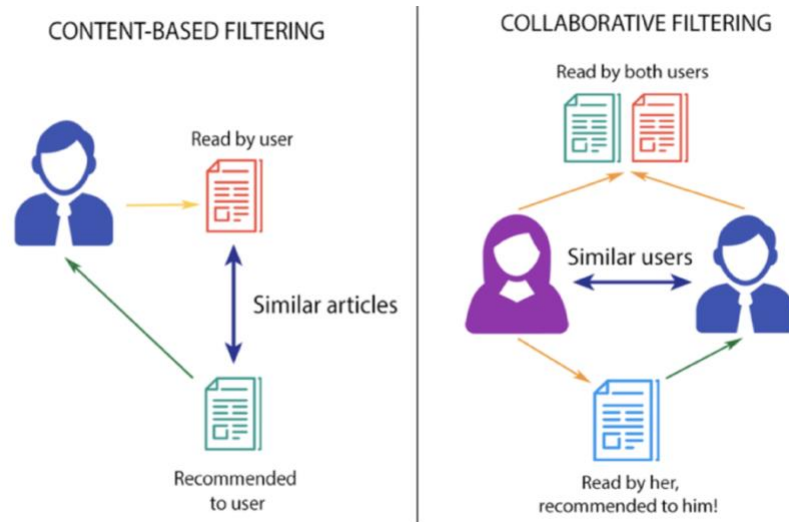 CONTENT-BASED FILTERING
Read by user
Similar articles
Recommended
to user
COLLABORATIVE FILTERING
Read by both users
Similar users
Read by her,
recommended to him!